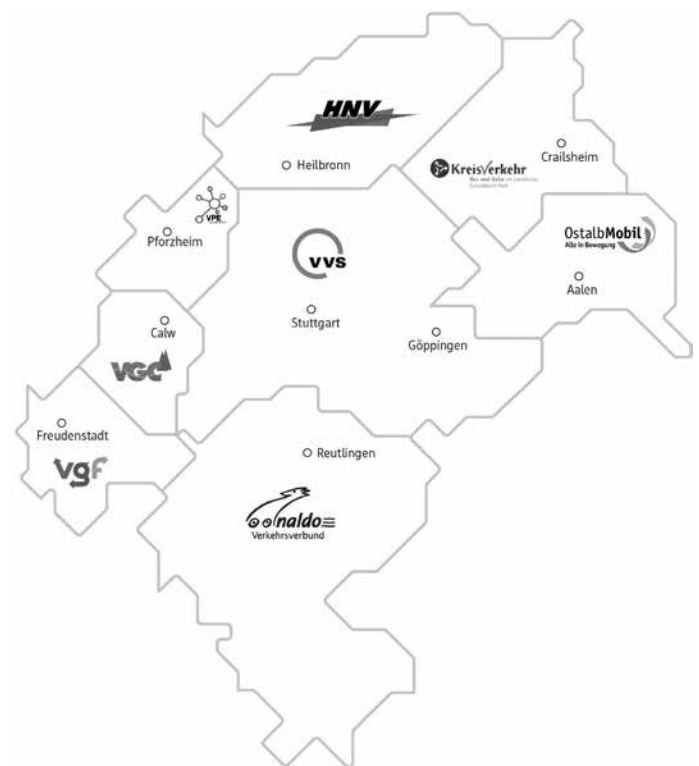 HNV
Heilbronn
KreisVerkehr
Crailsheim
VPE
Pforzheim
OstalbMobil
Alle in Bewegung
VVS
Aalen
Stuttgart
Calw
Göppingen
VGC
Freudenstadt
Reutlingen
vgf
naldo
Verkehrsverbund